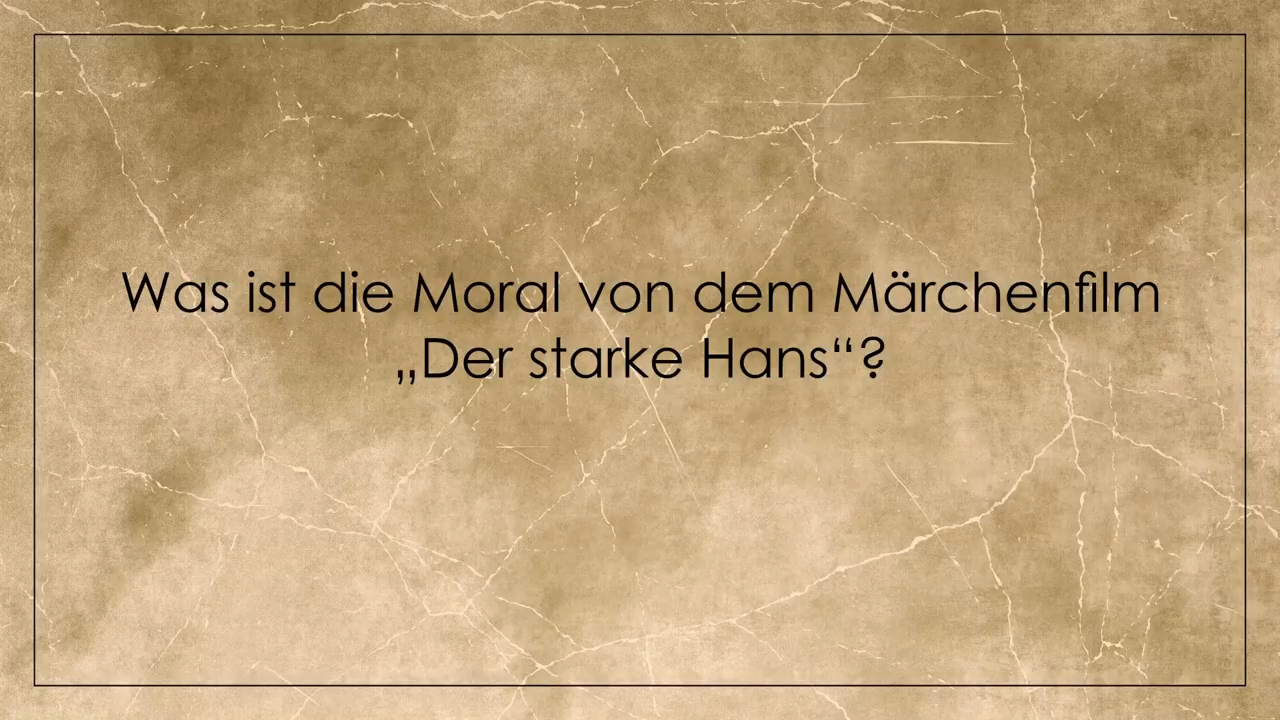 Was ist die Moral von dem Märchenfilm
„Der starke Hans“?